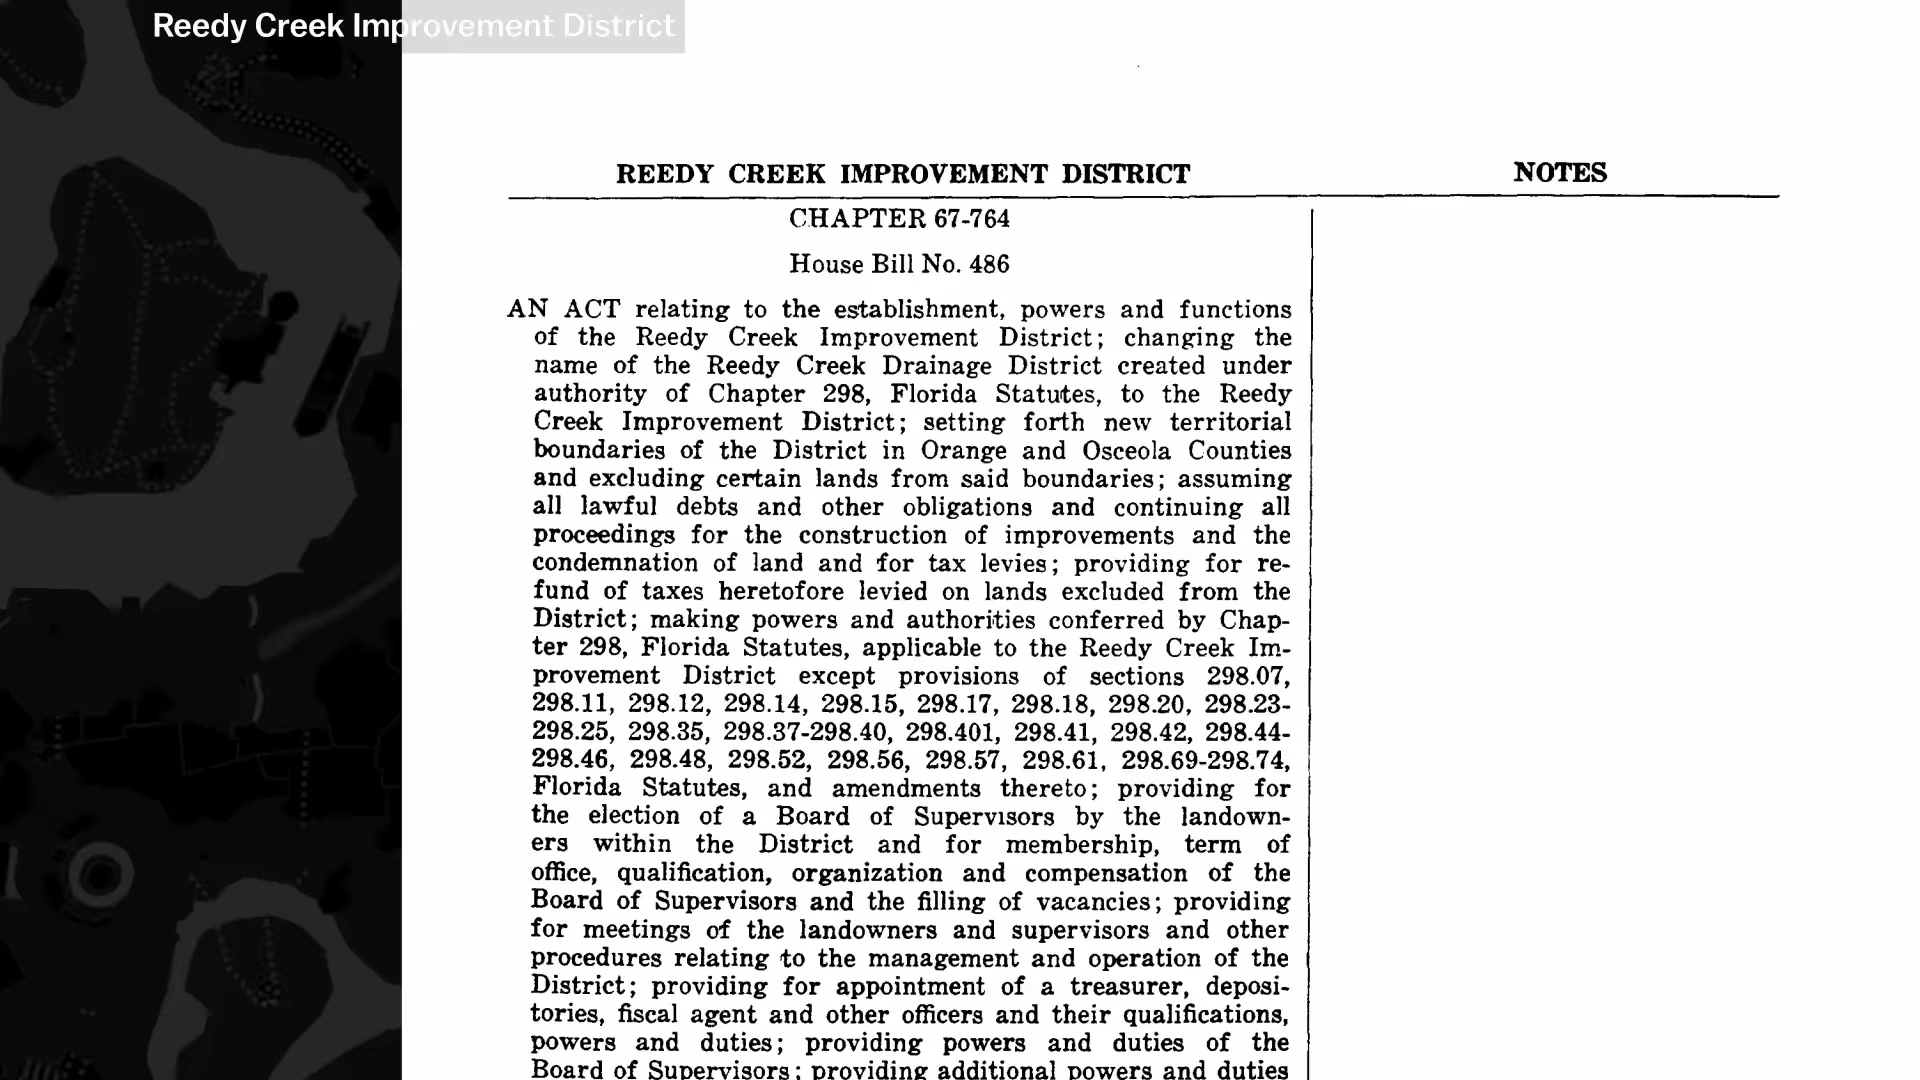 Reedy Creek Improvement District
REEDY CREEK IMPROVEMENT DISTRICT
NOTES
CHAPTER 67-764
House Bill No. 486
AN ACT relating to the establishment, powers and functions
of the Reedy Creek Improvement District; changing the
name of the Reedy Creek Drainage District created under
authority of Chapter 298, Florida Statutes, to the Reedy
Creek Improvement District; setting forth new territorial
boundaries of the District in Orange and Osceola Counties
and excluding certain lands from said boundaries; assuming
all lawful debts and other obligations and continuing all
proceedings for the construction of improvements and the
condemnation of land and for tax levies; providing for re-
fund of taxes heretofore levied on lands excluded from the
District; making powers and authorities conferred by Chap-
ter 298, Florida Statutes, applicable to the Reedy Creek Im-
provement District except provisions of sections 298.07,
298.11, 298.12, 298.14, 298.15, 298.17, 298.18, 298.20, 298.23-
298.25, 298.35, 298.37-298.40, 298.401, 298.41, 298.42, 298.44-
298.46, 298.48, 298.52, 298.56, 298.57, 298.61, 298.69-298.74,
Florida Statutes, and amendments thereto; providing for
the election of a Board of Supervisors by the landown-
ers within the District and for membership, term of
office, qualification, organization and compensation of the
Board of Supervisors and the filling of vacancies; providing
for meetings of the landowners and supervisors and other
procedures relating to the management and operation of the
District; providing for appointment of a treasurer, deposi-
tories, fiscal agent and other officers and their qualifications,
powers and duties; providing powers and duties of the
Board of Supervisors; providing additional powers and duties